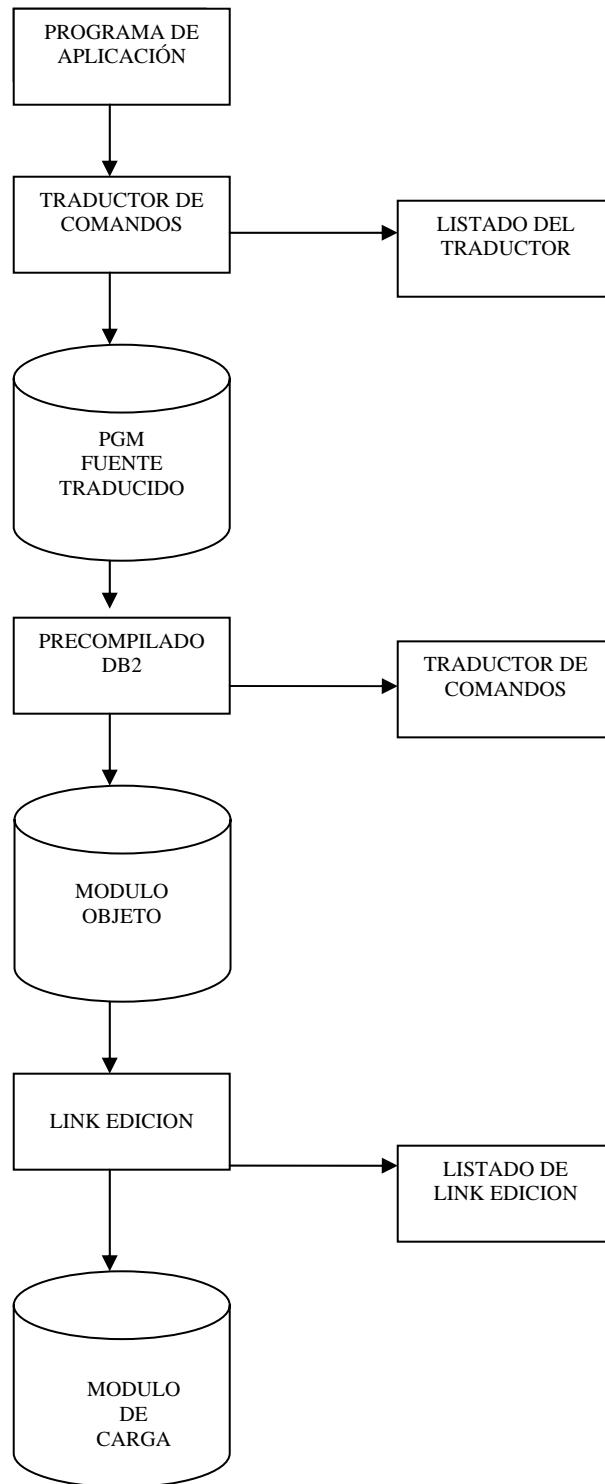 PROGRAMA DE
APLICACIÓN
TRADUCTOR DE
COMANDOS
LISTADO DEL
TRADUCTOR
PGM
FUENTE
TRADUCIDO
PRECOMPILADO
DB2
TRADUCTOR DE
COMANDOS
MODULO
OBJETO
LINK EDICION
LISTADO DE
LINK EDICION
MODULO
DE
CARGA